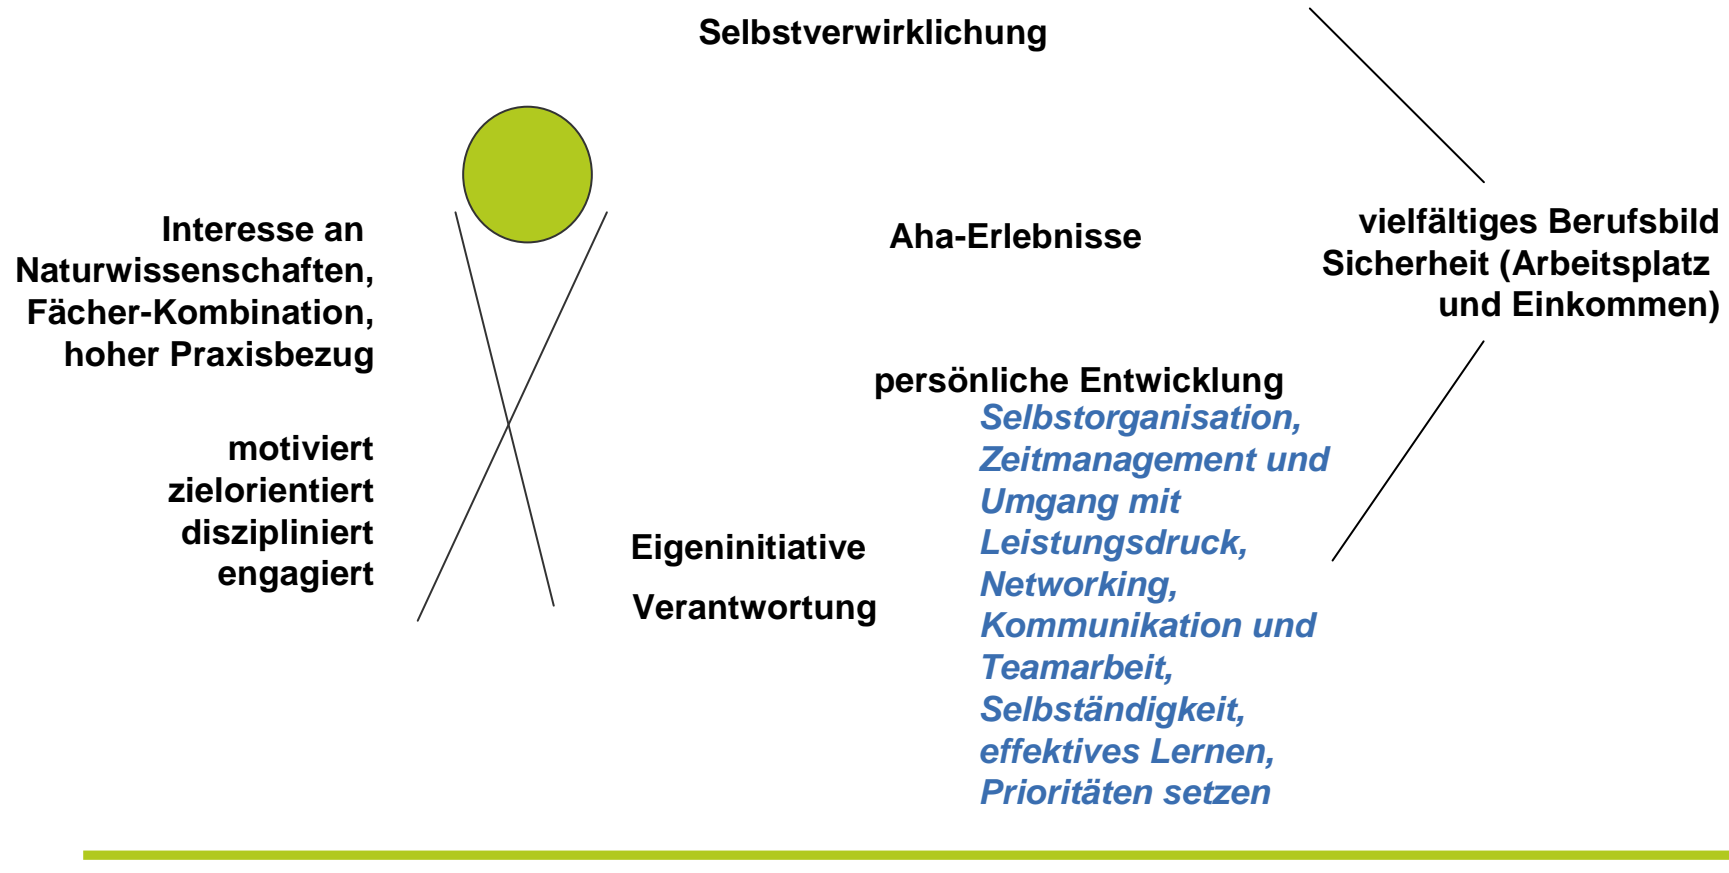 Selbstverwirklichung
Interesse an
Naturwissenschaften,
Fächer-Kombination,
hoher Praxisbezug
motiviert
zielorientiert
diszipliniert
engagiert
Eigeninitiative
Verantwortung
Aha-Erlebnisse
persönliche Entwicklung
Selbstorganisation,
Zeitmanagement und
Umgang mit
Leistungsdruck,
Networking,
Kommunikation und
Teamarbeit,
Selbständigkeit,
effektives Lernen,
Prioritäten setzen
vielfältiges Berufsbild
Sicherheit (Arbeitsplatz
und Einkommen)